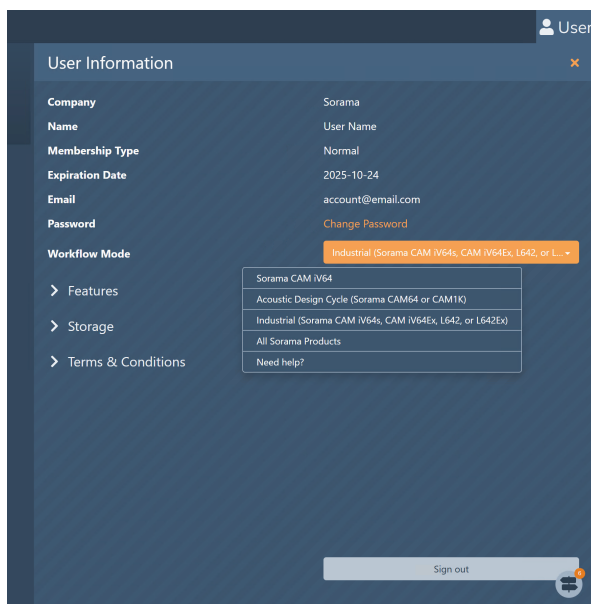 User
User Information
Company Sorama
Name User Name
Membership Type Normal
Expiration Date 2025-10-24
Email account@email.com
Password Change Password
Workflow Mode Industrial (Sorama CAM iV64s, CAM iV64Ex, L642, or L...
Sorama CAM iV64
Features
Acoustic Design Cycle (Sorama CAM64 or CAM1K)
Industrial (Sorama CAM iV64s, CAM iV64Ex, L642, or L642Ex)
Storage
All Sorama Products
Need help?
Terms & Conditions
Sign out